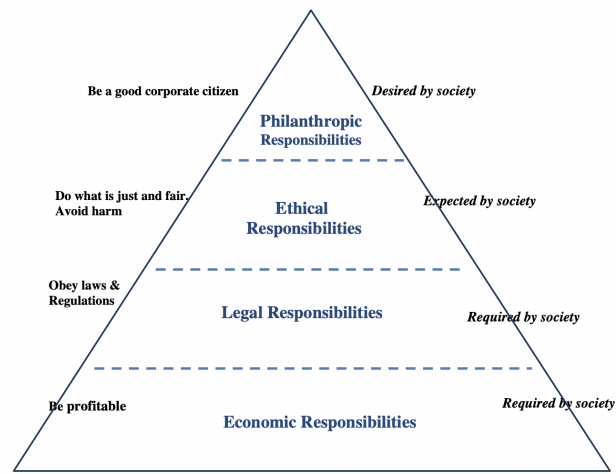 Be a good corporate citizen
Desired by society
Philanthropic
Responsibilities
Do what is just and fair,
Avoid harm
Expected by society
Ethical
Responsibilities
Obey laws &
Regulations
Legal Responsibilities
Required by society
Be profitable
Required by society
Economic Responsibilities